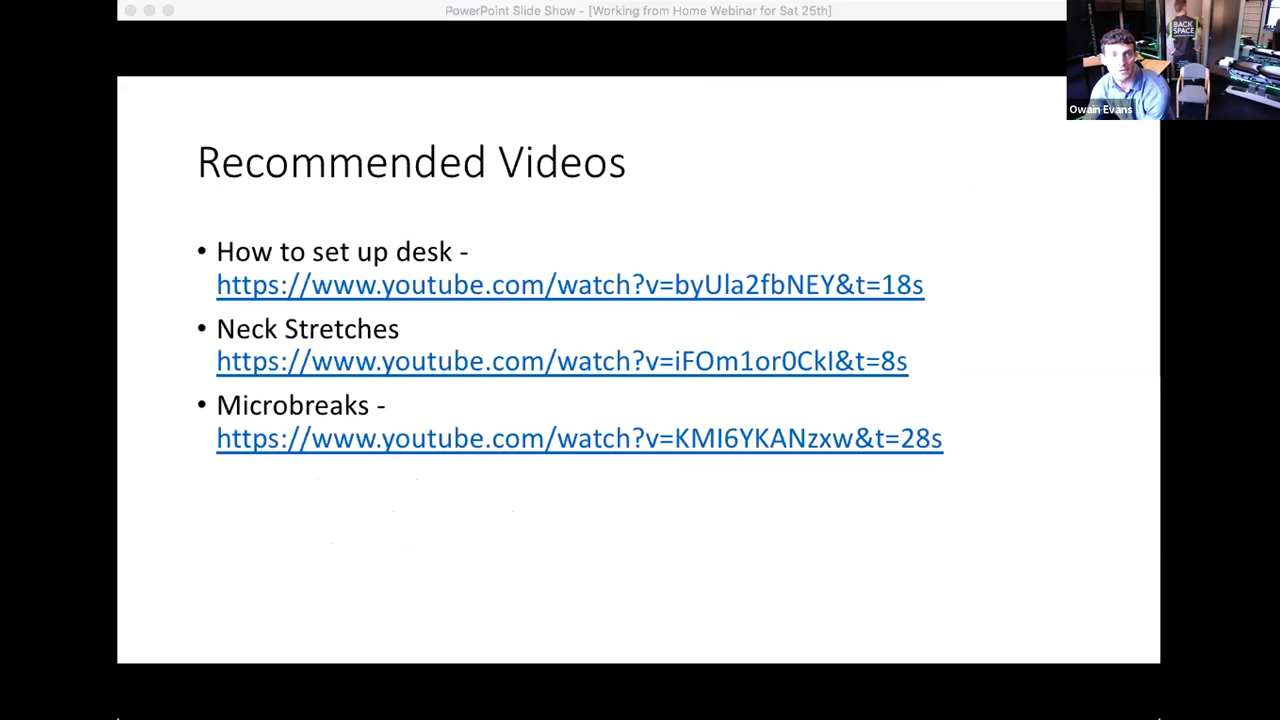 PowerPoint Slide Show - [Working from Home Webinar for Sat 25th]
BACK
SPACE
Owain Evans
Recommended Videos
• How to set up desk -
https://www.youtube.com/watch?v=byUla2fbNEY&t=18s
• Neck Stretches
https://www.youtube.com/watch?v=iFOm1or0CkI&t=8s
• Microbreaks -
https://www.youtube.com/watch?v=KMI6YKANzxw&t=28s